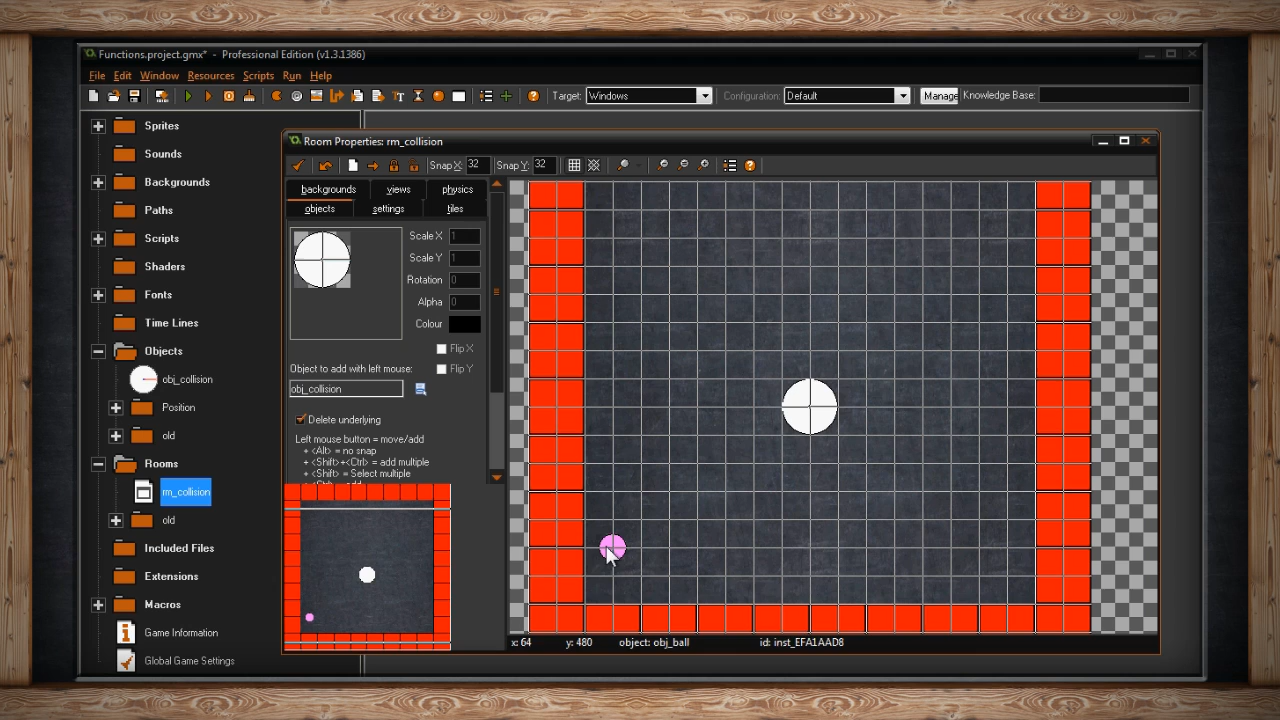 Functions.project.gmx* - Professional Edition (v1.3.1386)
File Edit Window Resources Scripts Run Help
Target: Windows Configuration: Default Manage Knowledge Base:
Sprites
Sounds
Backgrounds
Paths
Scripts
Shaders
Fonts
Time Lines
Objects
obj_collision
Position
old
Rooms
rm_collision
old
Included Files
Extensions
Macros
Game Information
Global Game Settings
Room Properties: rm_collision
Snap X: 32 Snap Y: 32
backgrounds views physics
objects settings tiles
Scale X 1
Scale Y 1
Rotation 0
Alpha 0
Colour
Flip X
Object to add with left mouse: Flip Y
obj_collision
Delete underlying
Left mouse button = move/add
+ <Alt> = no snap
+ <Shift>+<Ctrl> = add multiple
+ <Shift> = Select multiple
x: 64 y: 480 object: obj_ball id: inst_EFA1AAD8